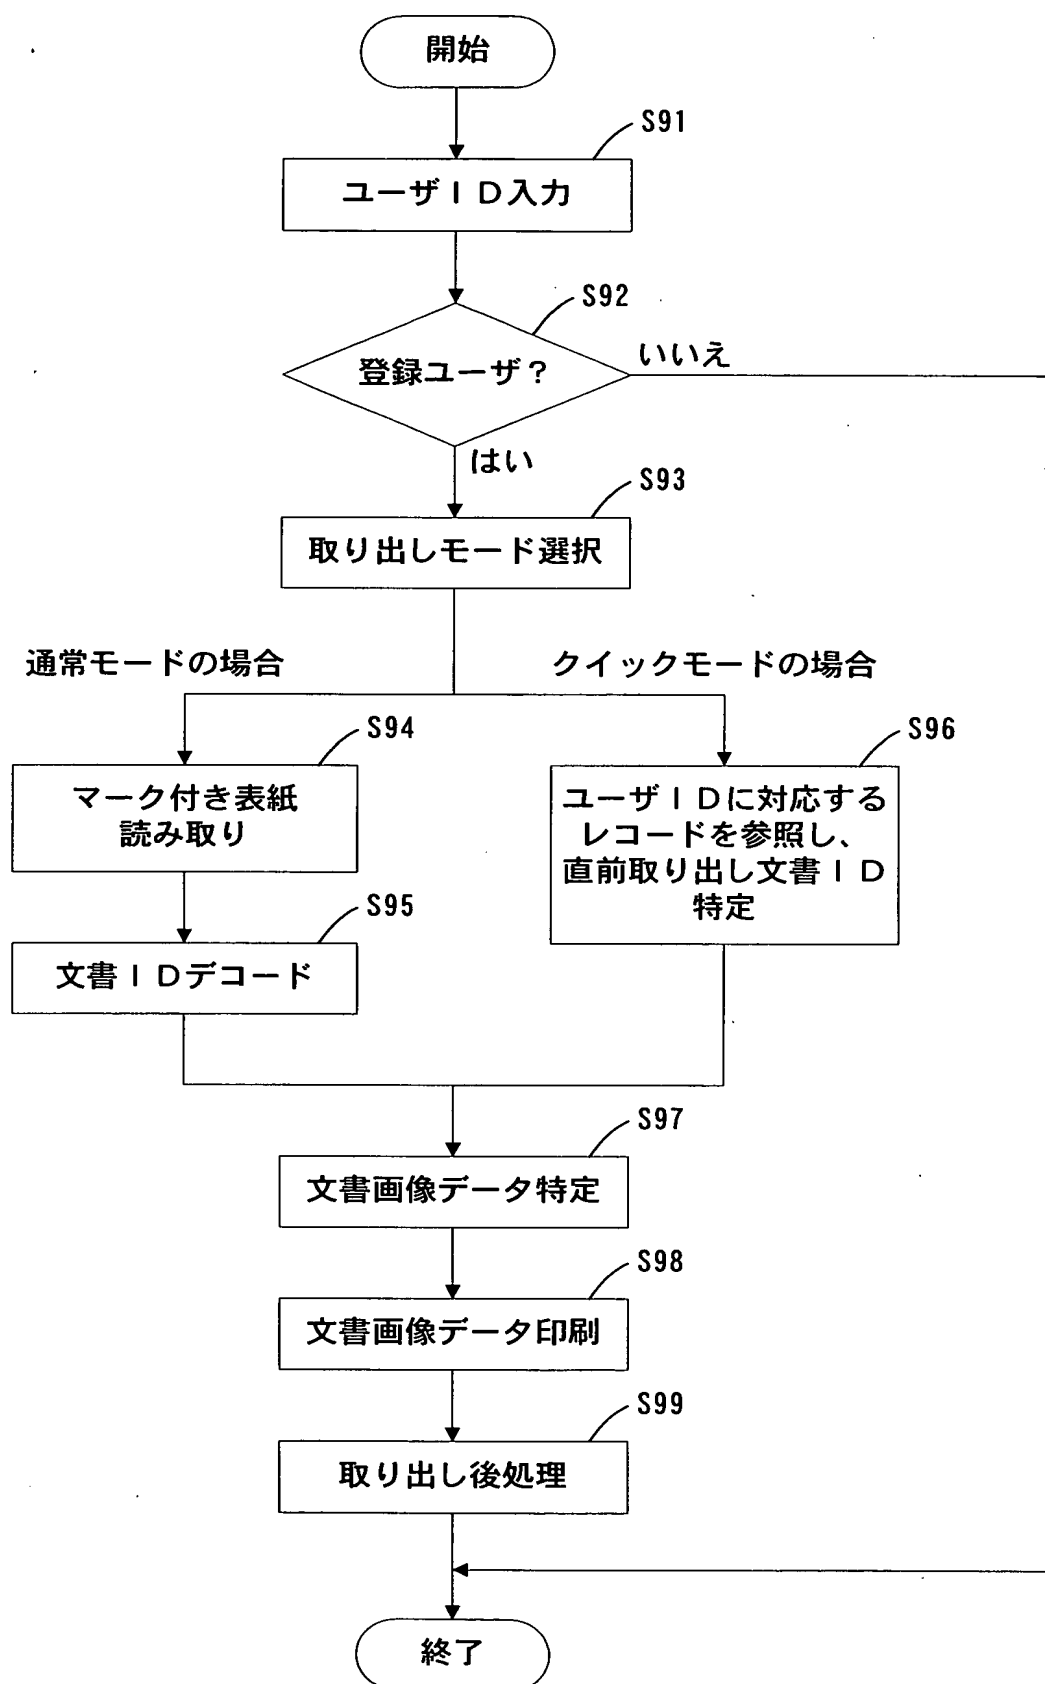 開始
S91
ユーザＩＤ入力
S92
登録ユーザ？
いいえ
はい
S93
取り出しモード選択
通常モードの場合
クイックモードの場合
S94
マーク付き表紙
読み取り
S96
ユーザＩＤに対応する
レコードを参照し、
直前取り出し文書ＩＤ
特定
S95
文書ＩＤデコード
S97
文書画像データ特定
S98
文書画像データ印刷
S99
取り出し後処理
終了